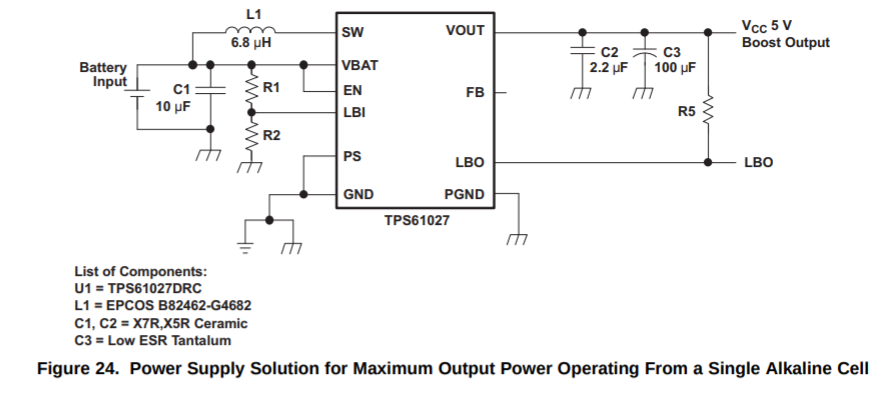 L1
6.8 µH
SW
VOUT
VCC 5 V
Boost Output
Battery
Input
VBAT
C1
10 µF
R1
EN
FB
C2
2.2 µF
C3
100 µF
LBI
R2
R5
PS
LBO
LBO
GND
PGND
TPS61027
List of Components:
U1 = TPS61027DRC
L1 = EPCOS B82462-G4682
C1, C2 = X7R,X5R Ceramic
C3 = Low ESR Tantalum
Figure 24. Power Supply Solution for Maximum Output Power Operating From a Single Alkaline Cell